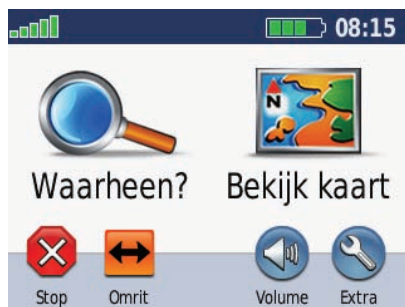 08:15
N
Waarheen?
Bekijk kaart
Stop
Omrit
Volume
Extra